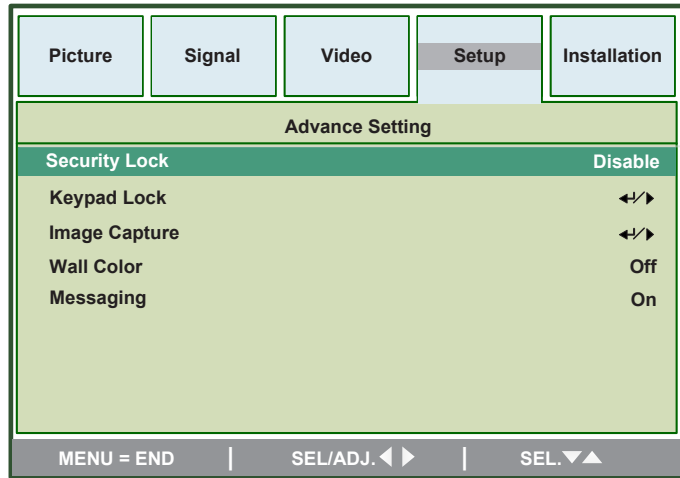 Picture Signal Video Setup Installation
Advance Setting
Security Lock Disable
Keypad Lock
Image Capture
Wall Color Off
Messaging On
MENU = END | SEL/ADJ. | SEL.